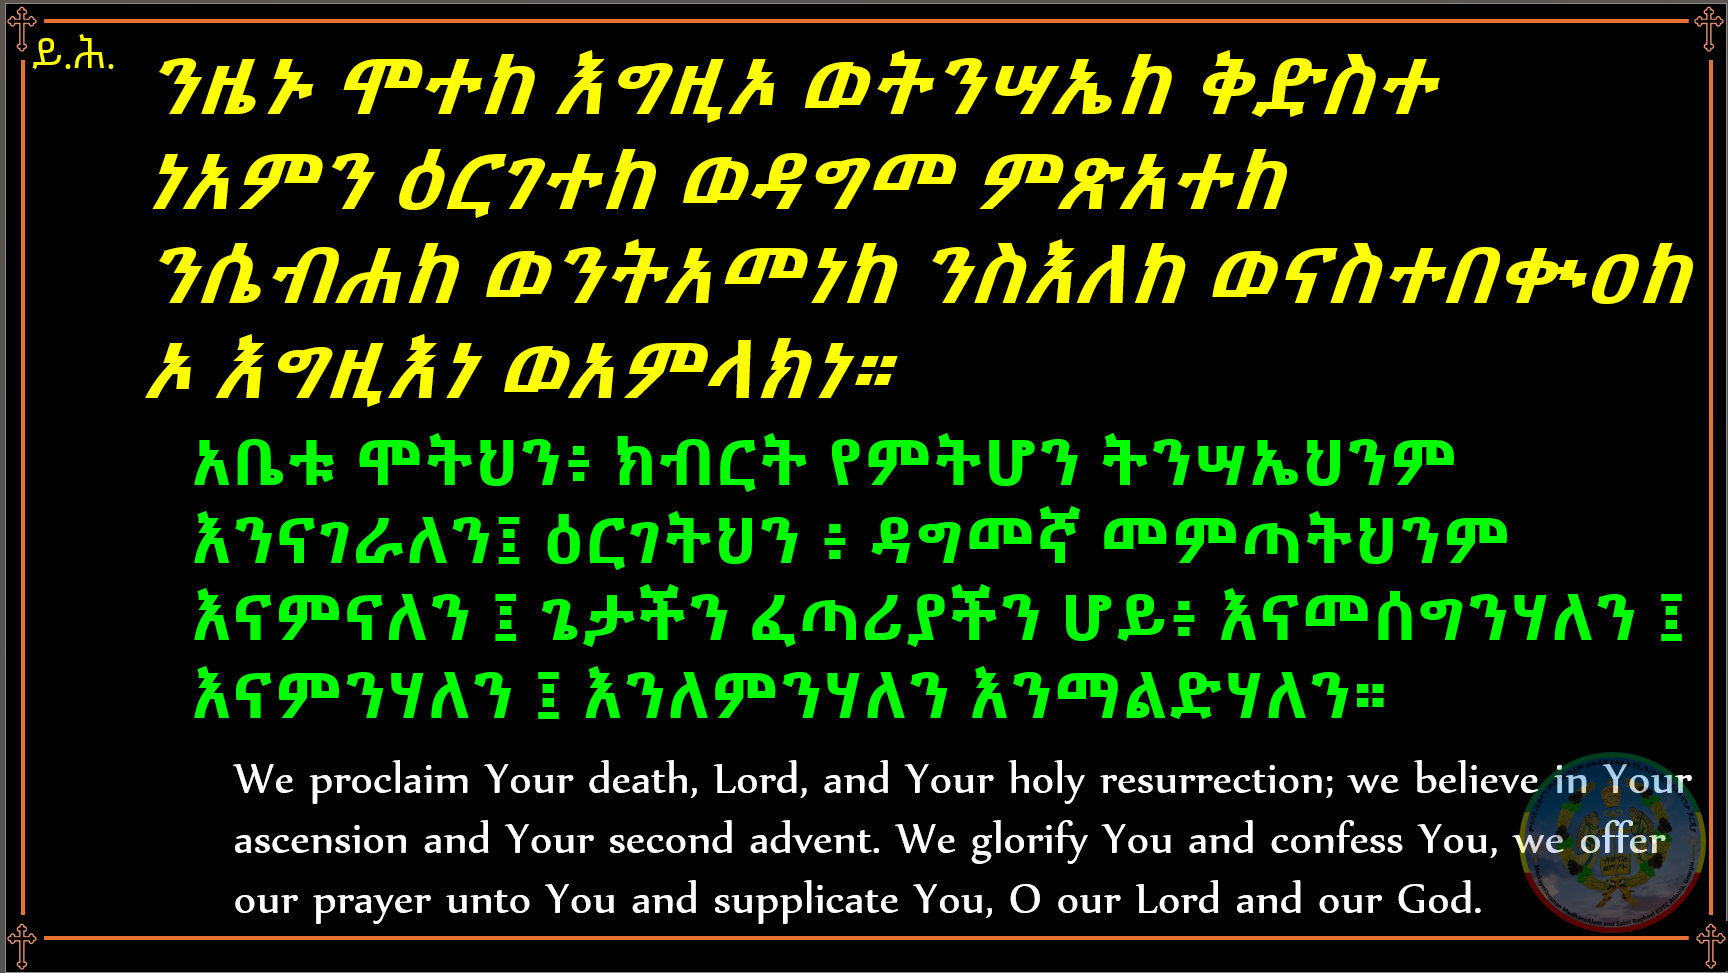 ይ.ሕ.
ንዜኑ ሞተከ እግዚኦ ወትንሣኤከ ቅድስተ
ነአምን ዕርገተከ ወዳግመ ምጽአተከ
ንሴብሐከ ወንትአመነከ ንስእለከ ወናስተበቍዐከ
ኦ እግዚእነ ወአምላክነ።
አቤቱ ሞትህን፥ ክብርት የምትሆን ትንሣኤህንም
እንናገራለን፤ ዕርገትህን ፥ ዳግመኛ መምጣትህንም
እናምናለን ፤ ጌታችን ፈጣሪያችን ሆይ፥ እናመሰግንሃለን ፤
እናምንሃለን ፤ እንለምንሃለን እንማልድሃለን።
We proclaim Your death, Lord, and Your holy resurrection; we believe in Your
ascension and Your second advent. We glorify You and confess You, we offer
our prayer unto You and supplicate You, O our Lord and our God.